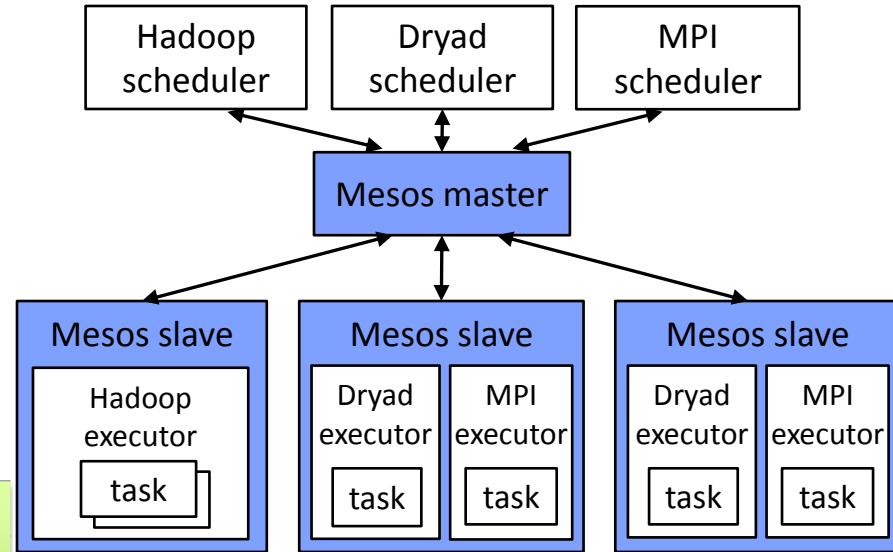 Hadoop
scheduler
Dryad
scheduler
MPI
scheduler
Mesos master
Mesos slave
Hadoop
executor
task
Mesos slave
Dryad
executor
task
MPI
executor
task
Mesos slave
Dryad
executor
task
MPI
executor
task